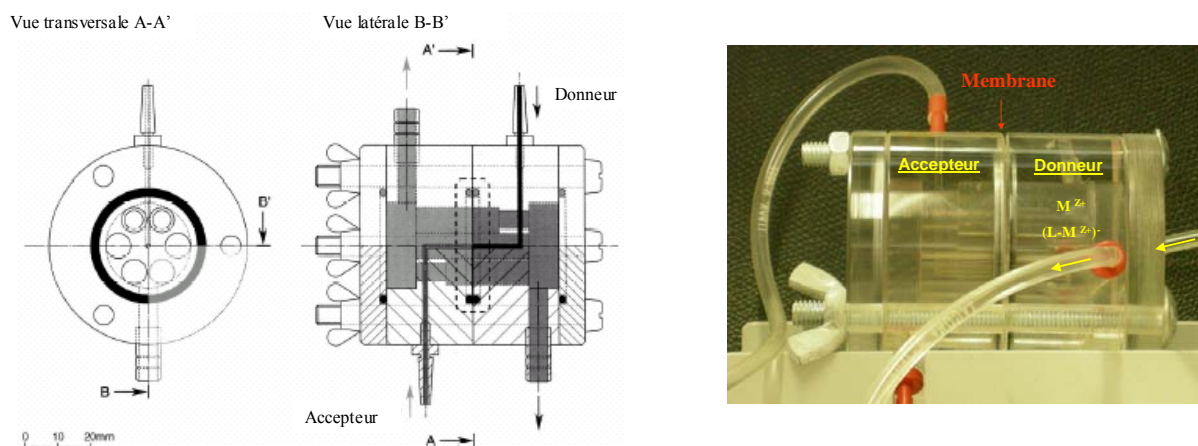 Vue transversale A-A’
Vue latérale B-B’
A'
Donneur
B'
B
Accepteur
A
0 10 20mm
Membrane
Accepteur
Donneur
M Z+
(L-M Z+)-